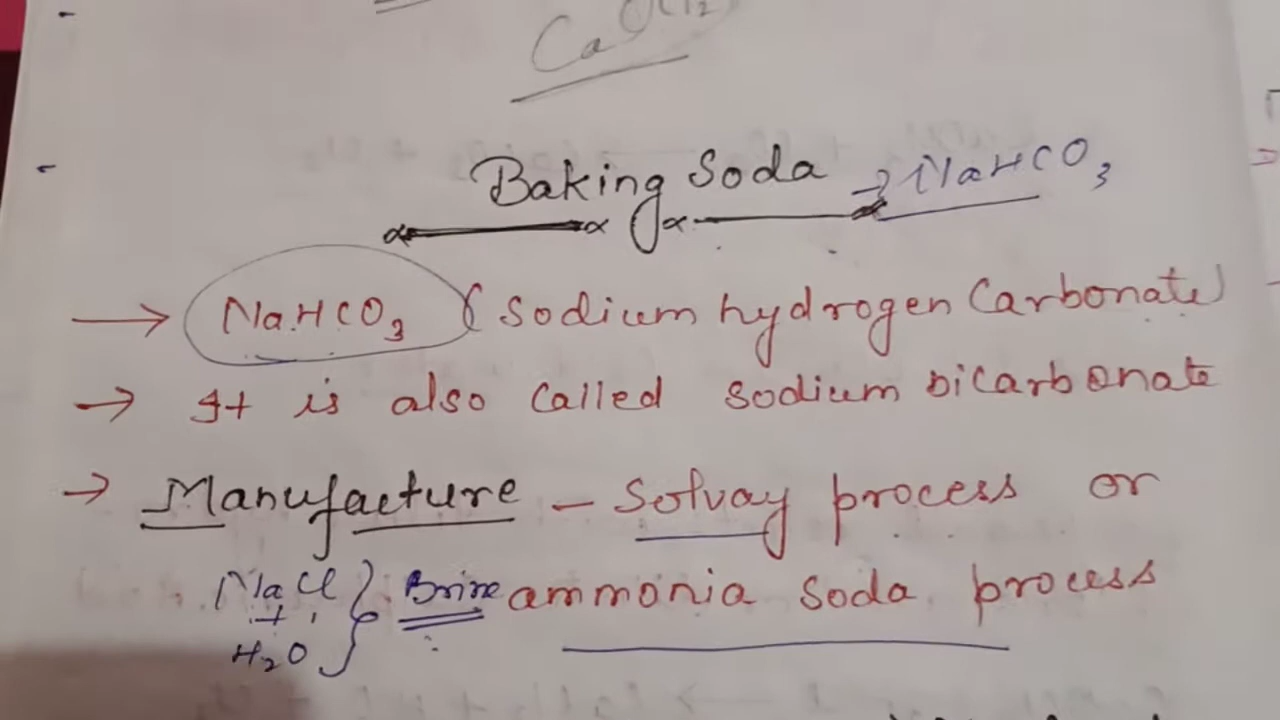 CaOCl₂
Baking Soda → NaHCO₃
→ NaHCO₃ (Sodium hydrogen Carbonate)
→ It is also called sodium bicarbonate
→ Manufacture – Solvay process or
ammonia soda process
NaCl + H₂O } Brine